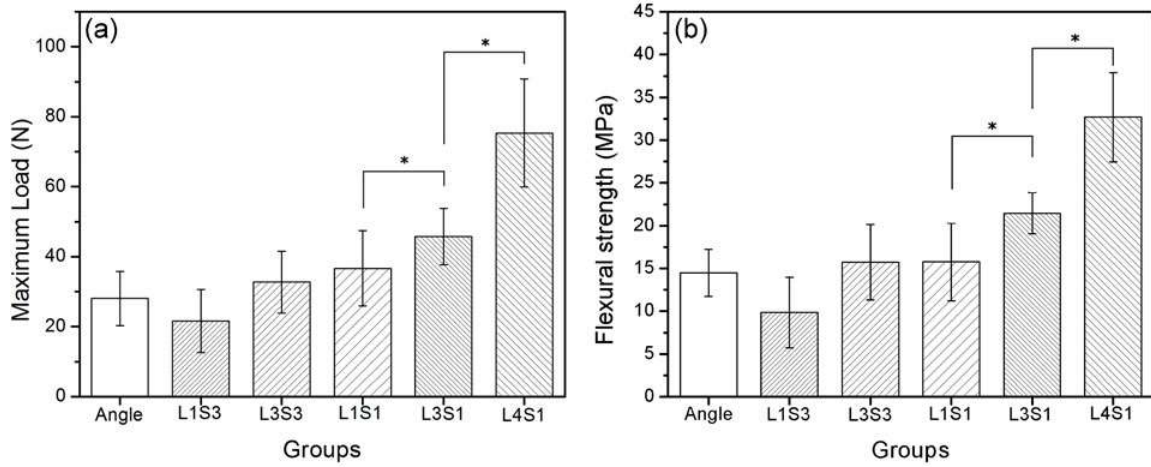 (a)
Maximum Load (N)
100
80
60
40
20
0
*
*
Angle L1S3 L3S3 L1S1 L3S1 L4S1
Groups
(b)
Flexural strength (MPa)
45
40
35
30
25
20
15
10
5
0
*
*
Angle L1S3 L3S3 L1S1 L3S1 L4S1
Groups